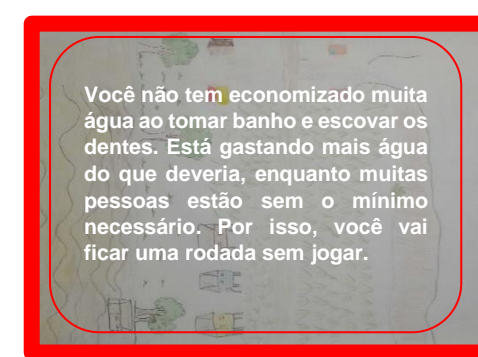 Você não tem economizado muita
água ao tomar banho e escovar os
dentes. Está gastando mais água
do que deveria, enquanto muitas
pessoas estão sem o mínimo
necessário. Por isso, você vai
ficar uma rodada sem jogar.